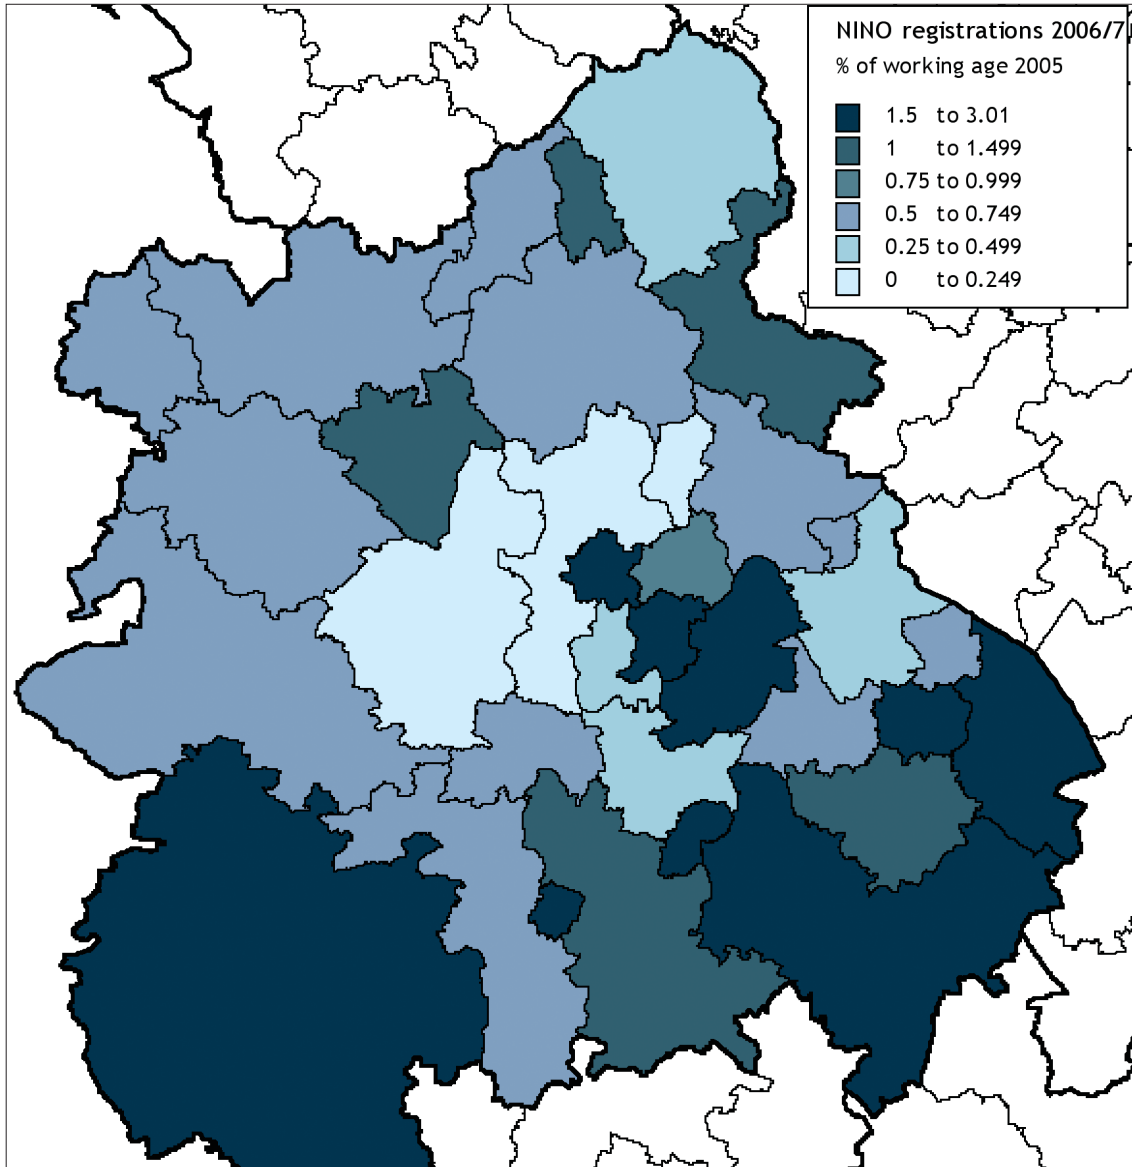 NINO registrations 2006/7
% of working age 2005
1.5 to 3.01
1 to 1.499
0.75 to 0.999
0.5 to 0.749
0.25 to 0.499
0 to 0.249